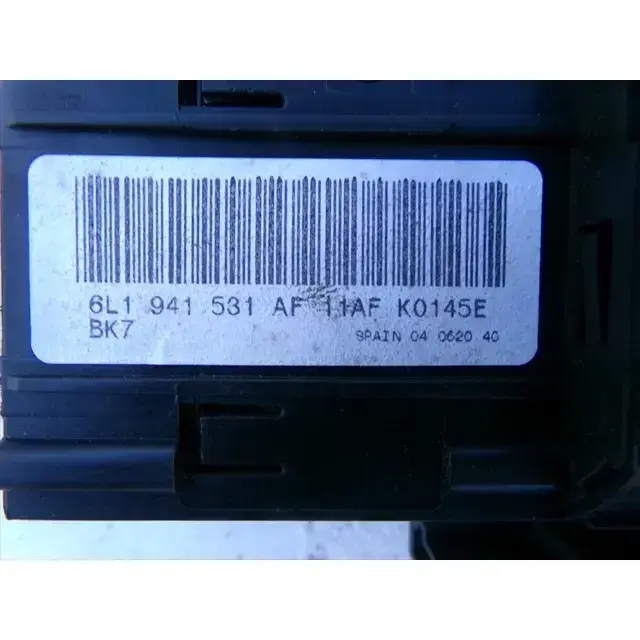 6L1 941 531 AF 11AF K0145E
BK7 SPAIN 04 0620 40